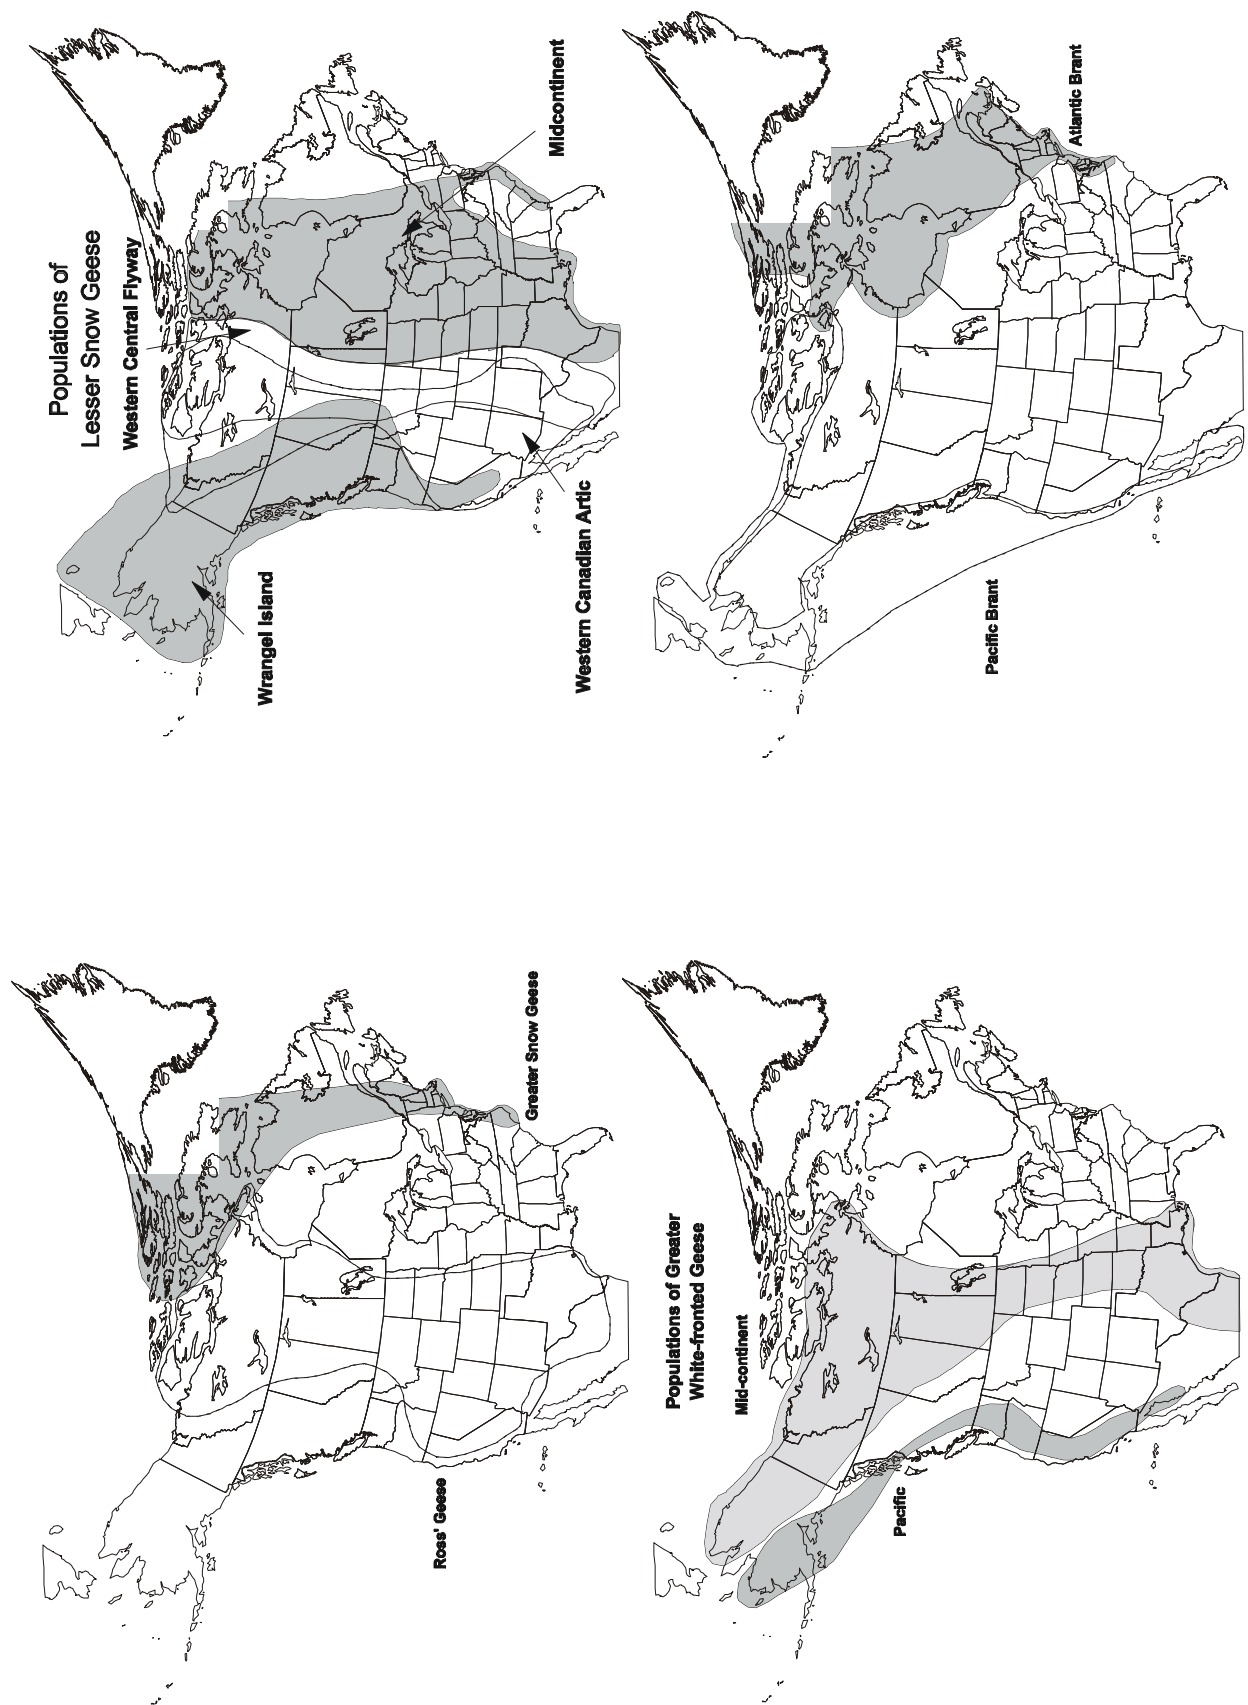 Populations of
Lesser Snow Geese
Western Central Flyway
Midcontinent
Wrangel Island
Western Canadian Artic
Atlantic Brant
Pacific Brant
Greater Snow Geese
Ross' Geese
Populations of Greater
White-fronted Geese
Mid-continent
Pacific